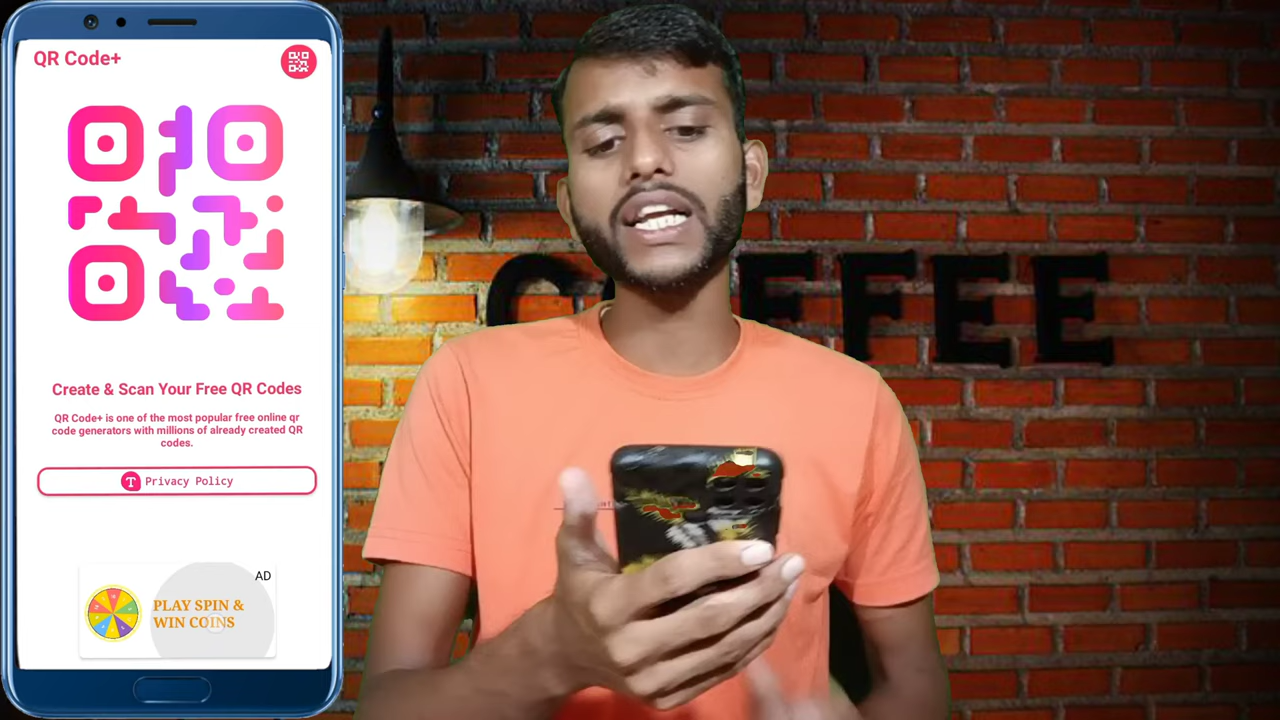 QR Code+
Create & Scan Your Free QR Codes
QR Code+ is one of the most popular free online qr
code generators with millions of already created QR
codes.
T Privacy Policy
AD
PLAY SPIN &
WIN COINS
C FFEE